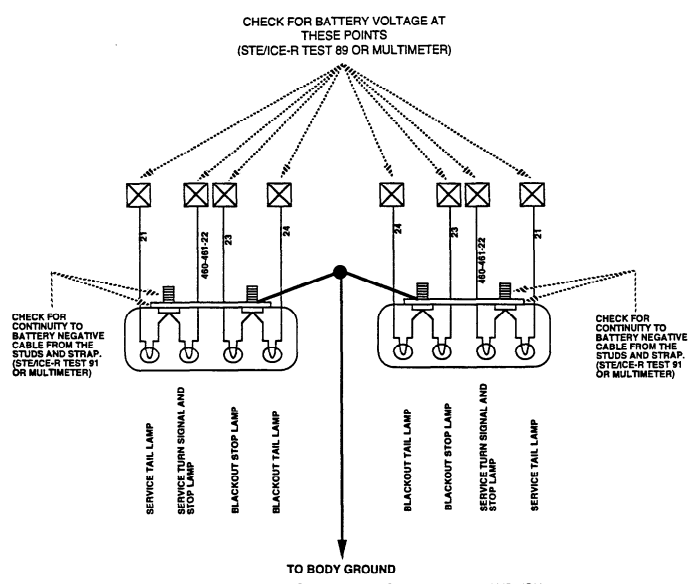 CHECK FOR BATTERY VOLTAGE AT
THESE POINTS
(STE/ICE-R TEST 89 OR MULTIMETER)
21
460-461-22
23
24
24
23
460-461-22
21
CHECK FOR
CONTINUITY TO
BATTERY NEGATIVE
CABLE FROM THE
STUDS AND STRAP.
(STE/ICE-R TEST 91
OR MULTIMETER)
CHECK FOR
CONTINUITY TO
BATTERY NEGATIVE
CABLE FROM THE
STUDS AND STRAP.
(STE/ICE-R TEST 91
OR MULTIMETER)
SERVICE TAIL LAMP
SERVICE TURN SIGNAL AND
STOP LAMP
BLACKOUT STOP LAMP
BLACKOUT TAIL LAMP
BLACKOUT TAIL LAMP
BLACKOUT STOP LAMP
SERVICE TURN SIGNAL AND
STOP LAMP
SERVICE TAIL LAMP
TO BODY GROUND